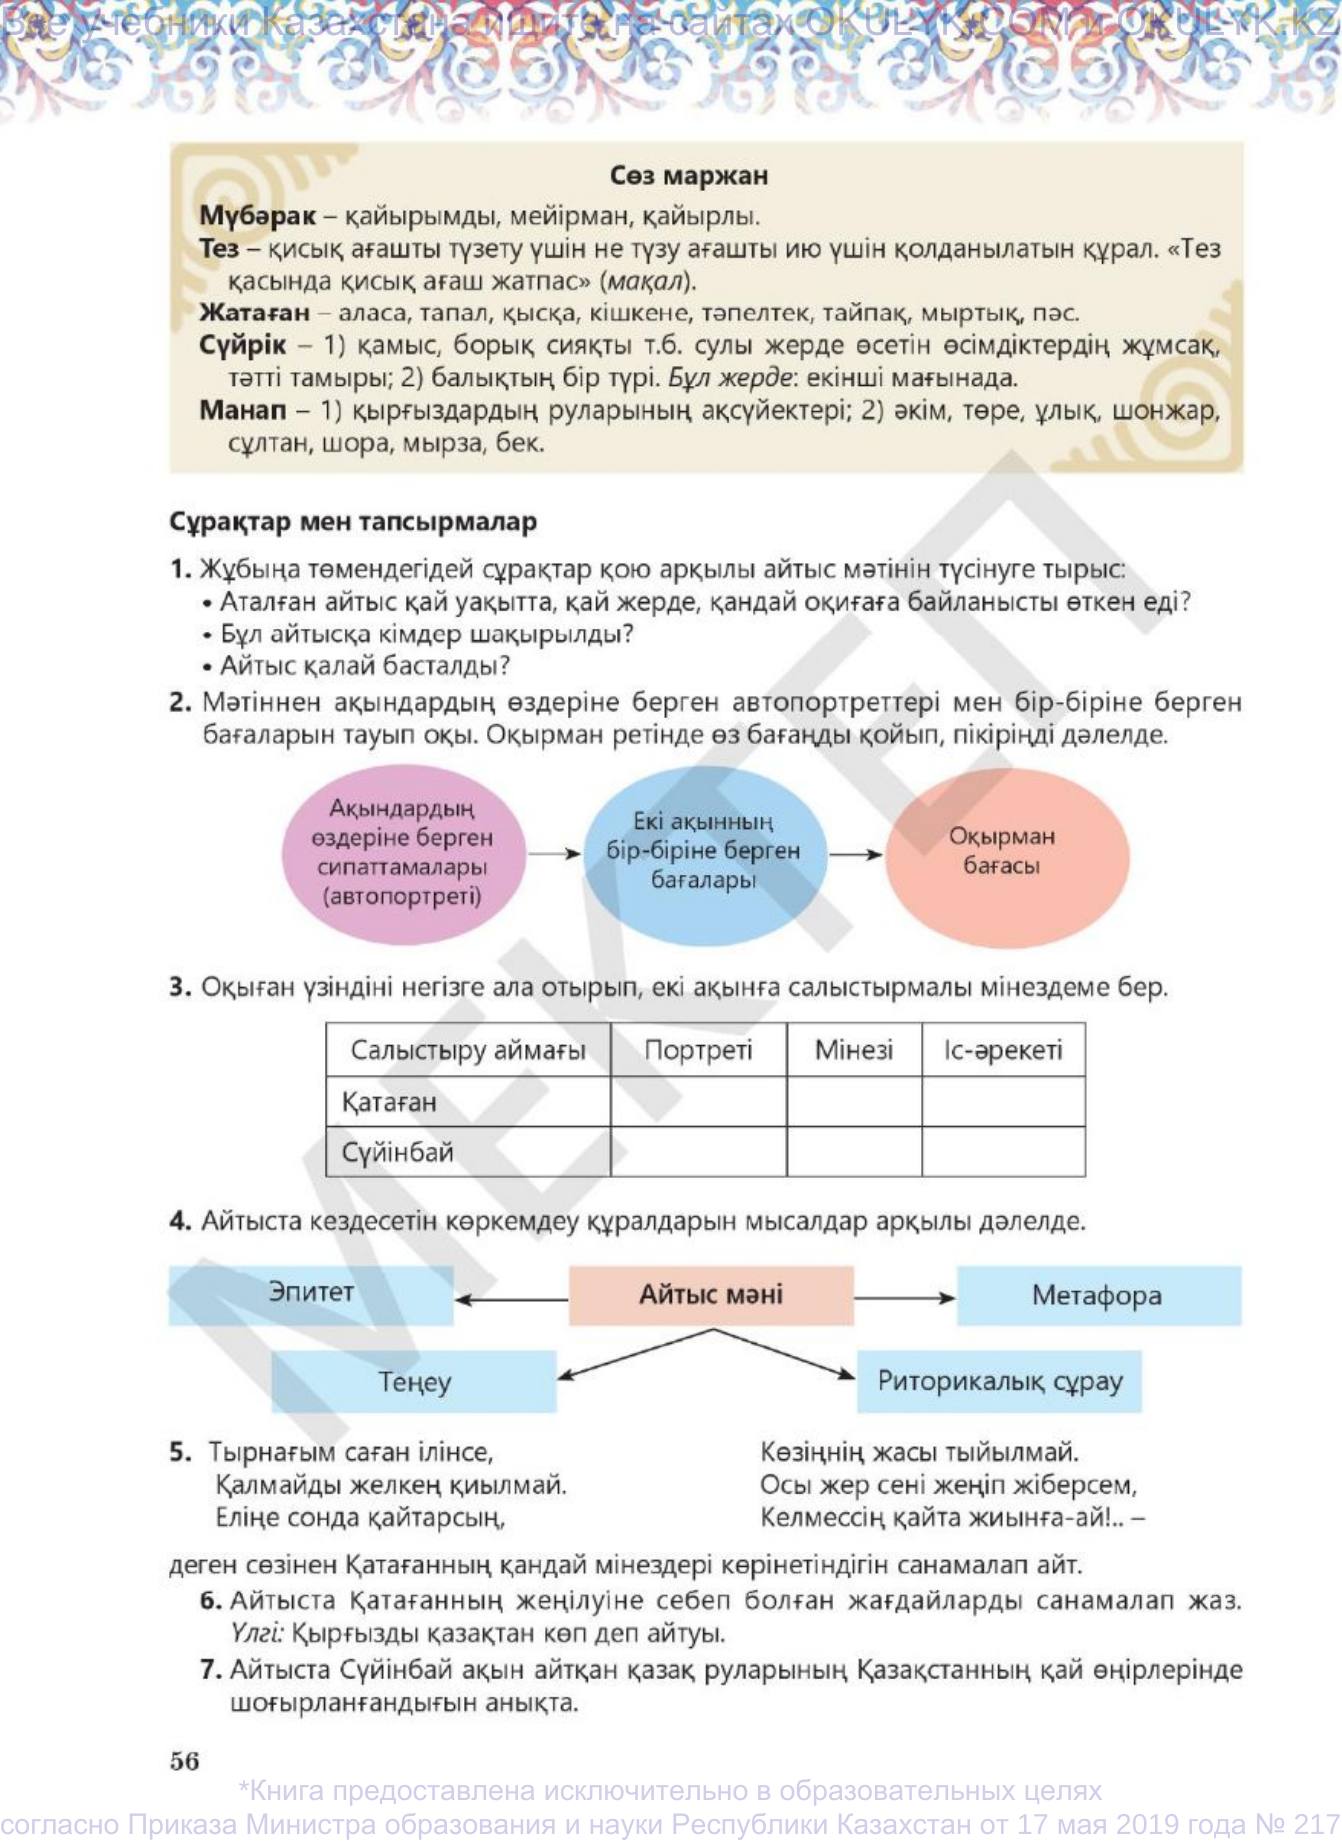 Все учебники Казахстана ищите на сайтах OKULYK.COM и OKULYK.KZ
Сөз маржан
Мүбәрак – қайырымды, мейірман, қайырлы.
Тез – қисық ағашты түзету үшін не түзу ағашты ию үшін қолданылатын құрал. «Тез
қасында қисық ағаш жатпас» (мақал).
Жатаған – аласа, тапал, қысқа, кішкене, тәпелтек, тайпақ, мыртық, пәс.
Сүйрік – 1) қамыс, борық сияқты т.б. сулы жерде өсетін өсімдіктердің жұмсақ,
тәтті тамыры; 2) балықтың бір түрі. Бұл жерде: екінші мағынада.
Манап – 1) қырғыздардың руларының ақсүйектері; 2) әкім, төре, ұлық, шонжар,
сұлтан, шора, мырза, бек.
Сұрақтар мен тапсырмалар
1. Жұбыңа төмендегідей сұрақтар қою арқылы айтыс мәтінін түсінуге тырыс:
• Аталған айтыс қай уақытта, қай жерде, қандай оқиғаға байланысты өткен еді?
• Бұл айтысқа кімдер шақырылды?
• Айтыс қалай басталды?
2. Мәтіннен ақындардың өздеріне берген автопортреттері мен бір-біріне берген
бағаларын тауып оқы. Оқырман ретінде өз бағаңды қойып, пікіріңді дәлелде.
Ақындардың
өздеріне берген
сипаттамалары
(автопортреті)
Екі ақынның
бір-біріне берген
бағалары
Оқырман
бағасы
3. Оқыған үзіндіні негізге ала отырып, екі ақынға салыстырмалы мінездеме бер.
Салыстыру аймағы Портреті Мінезі Іс-әрекеті
Қатаған
Сүйінбай
4. Айтыста кездесетін көркемдеу құралдарын мысалдар арқылы дәлелде.
Эпитет Айтыс мәні Метафора
Теңеу Риторикалық сұрау
5. Тырнағым саған ілінсе,
Қалмайды желкең қиылмай.
Еліңе сонда қайтарсың,
Көзіңнің жасы тыйылмай.
Осы жер сені жеңіп жіберсем,
Келмессің қайта жиынға-ай!.. –
деген сөзінен Қатағанның қандай мінездері көрінетіндігін санамалап айт.
6. Айтыста Қатағанның жеңілуіне себеп болған жағдайларды санамалап жаз.
Үлгі: Қырғызды қазақтан көп деп айтуы.
7. Айтыста Сүйінбай ақын айтқан қазақ руларының Қазақстанның қай өңірлерінде
шоғырланғандығын анықта.
56
МЕКТЕП
*Книга предоставлена исключительно в образовательных целях
согласно Приказа Министра образования и науки Республики Казахстан от 17 мая 2019 года № 217